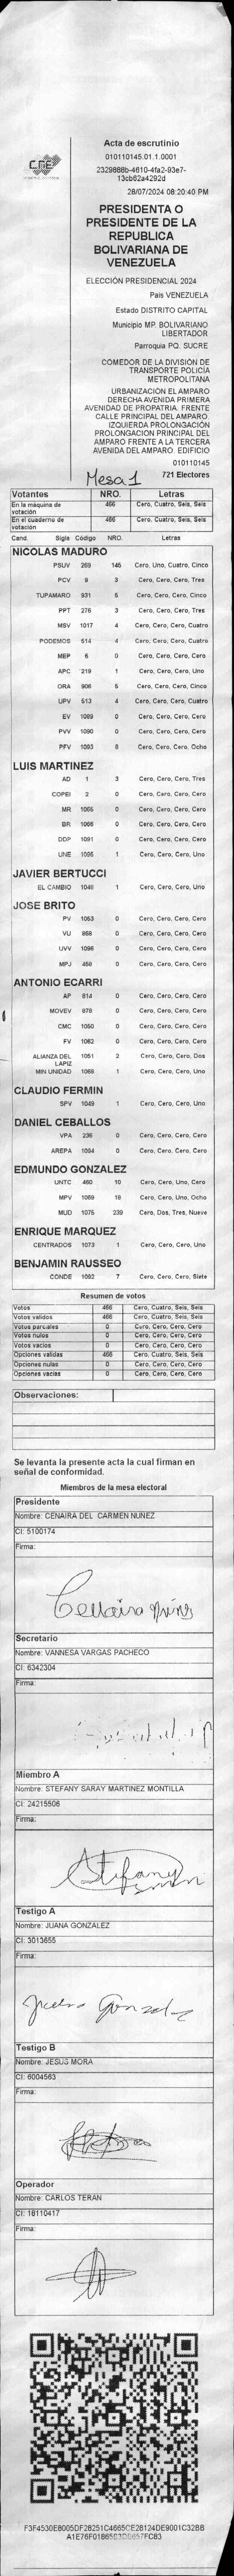 CNE
Acta de escrutinio
010110145.01.1.0001
2329888b-4610-4fa2-93e7-
13cb62a4292d
28/07/2024 08:20:40 PM
PRESIDENTA O
PRESIDENTE DE LA
REPUBLICA
BOLIVARIANA DE
VENEZUELA
ELECCIÓN PRESIDENCIAL 2024
País VENEZUELA
Estado DISTRITO CAPITAL
Municipio MP. BOLIVARIANO
LIBERTADOR
Parroquia PQ. SUCRE
COMEDOR DE LA DIVISIÓN DE
TRANSPORTE POLICÍA
METROPOLITANA
URBANIZACIÓN EL AMPARO
DERECHA AVENIDA PRIMERA
AVENIDAD DE PROPATRIA. FRENTE
CALLE PRINCIPAL DEL AMPARO.
IZQUIERDA PROLONGACIÓN
PROLONGACION PRINCIPAL DEL
AMPARO FRENTE A LA TERCERA
AVENIDA DEL AMPARO. EDIFICIO
010110145
Mesa 1 721 Electores
Votantes NRO. Letras
En la maquina de votación 466 Cero, Cuatro, Seis, Seis
En el cuaderno de votación 466 Cero, Cuatro, Seis, Seis
Cand. Sigla Código NRO. Letras
NICOLAS MADURO
PSUV 269 145 Cero, Uno, Cuatro, Cinco
PCV 9 3 Cero, Cero, Cero, Tres
TUPAMARO 931 5 Cero, Cero, Cero, Cinco
PPT 276 3 Cero, Cero, Cero, Tres
MSV 1017 4 Cero, Cero, Cero, Cuatro
PODEMOS 514 4 Cero, Cero, Cero, Cuatro
MEP 6 0 Cero, Cero, Cero, Cero
APC 219 1 Cero, Cero, Cero, Uno
ORA 906 5 Cero, Cero, Cero, Cinco
UPV 513 4 Cero, Cero, Cero, Cuatro
EV 1089 0 Cero, Cero, Cero, Cero
PVV 1090 0 Cero, Cero, Cero, Cero
PFV 1093 8 Cero, Cero, Cero, Ocho
LUIS MARTINEZ
AD 1 3 Cero, Cero, Cero, Tres
COPEI 2 0 Cero, Cero, Cero, Cero
MR 1065 0 Cero, Cero, Cero, Cero
BR 1066 0 Cero, Cero, Cero, Cero
DDP 1091 0 Cero, Cero, Cero, Cero
UNE 1095 1 Cero, Cero, Cero, Uno
JAVIER BERTUCCI
EL CAMBIO 1046 1 Cero, Cero, Cero, Uno
JOSE BRITO
PV 1053 0 Cero, Cero, Cero, Cero
VU 868 0 Cero, Cero, Cero, Cero
UVV 1096 0 Cero, Cero, Cero, Cero
MPJ 450 0 Cero, Cero, Cero, Cero
ANTONIO ECARRI
AP 814 0 Cero, Cero, Cero, Cero
MOVEV 878 0 Cero, Cero, Cero, Cero
CMC 1050 0 Cero, Cero, Cero, Cero
FV 1062 0 Cero, Cero, Cero, Cero
ALIANZA DEL LAPIZ 1051 2 Cero, Cero, Cero, Dos
MIN UNIDAD 1068 1 Cero, Cero, Cero, Uno
CLAUDIO FERMIN
SPV 1049 1 Cero, Cero, Cero, Uno
DANIEL CEBALLOS
VPA 236 0 Cero, Cero, Cero, Cero
AREPA 1094 0 Cero, Cero, Cero, Cero
EDMUNDO GONZALEZ
UNTC 460 10 Cero, Cero, Uno, Cero
MPV 1069 18 Cero, Cero, Uno, Ocho
MUD 1075 239 Cero, Dos, Tres, Nueve
ENRIQUE MARQUEZ
CENTRADOS 1073 1 Cero, Cero, Cero, Uno
BENJAMIN RAUSSEO
CONDE 1092 7 Cero, Cero, Cero, Siete
Resumen de votos
Votos 466 Cero, Cuatro, Seis, Seis
Votos validos 466 Cero, Cuatro, Seis, Seis
Votos parciales 0 Cero, Cero, Cero, Cero
Votos nulos 0 Cero, Cero, Cero, Cero
Votos vacios 0 Cero, Cero, Cero, Cero
Opciones validas 466 Cero, Cuatro, Seis, Seis
Opciones nulas 0 Cero, Cero, Cero, Cero
Opciones vacias 0 Cero, Cero, Cero, Cero
Observaciones:
Se levanta la presente acta la cual firman en
señal de conformidad.
Miembros de la mesa electoral
Presidente
Nombre: CENAIRA DEL CARMEN NUÑEZ
CI: 5100174
Firma:
Cenaira Nuñez
Secretario
Nombre: VANNESA VARGAS PACHECO
CI: 6342304
Firma:
Miembro A
Nombre: STEFANY SARAY MARTINEZ MONTILLA
CI: 24215506
Firma:
Stefany
Testigo A
Nombre: JUANA GONZALEZ
CI: 3013655
Firma:
Juana Gonzalez
Testigo B
Nombre: JESUS MORA
CI: 6004563
Firma:
Operador
Nombre: CARLOS TERAN
CI: 18110417
Firma: